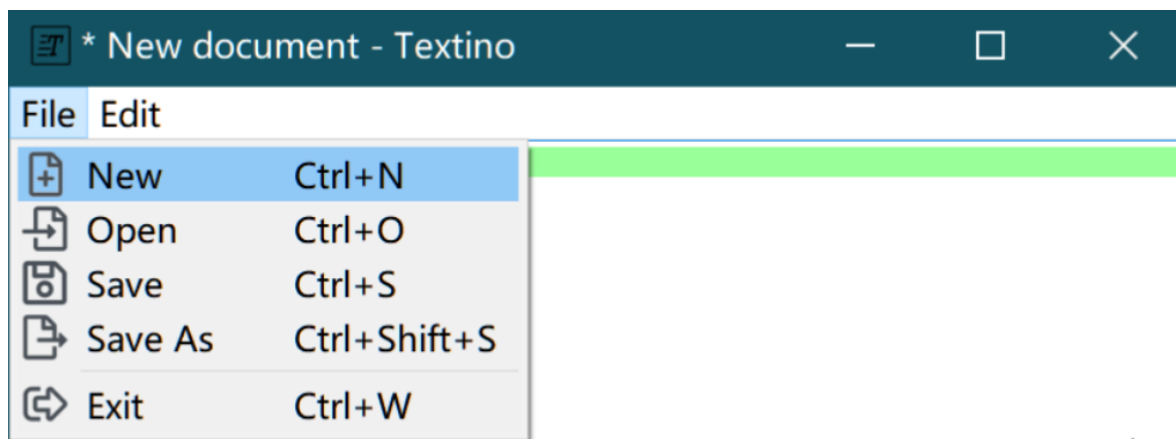 * New document - Textino
File Edit
New Ctrl+N
Open Ctrl+O
Save Ctrl+S
Save As Ctrl+Shift+S
Exit Ctrl+W